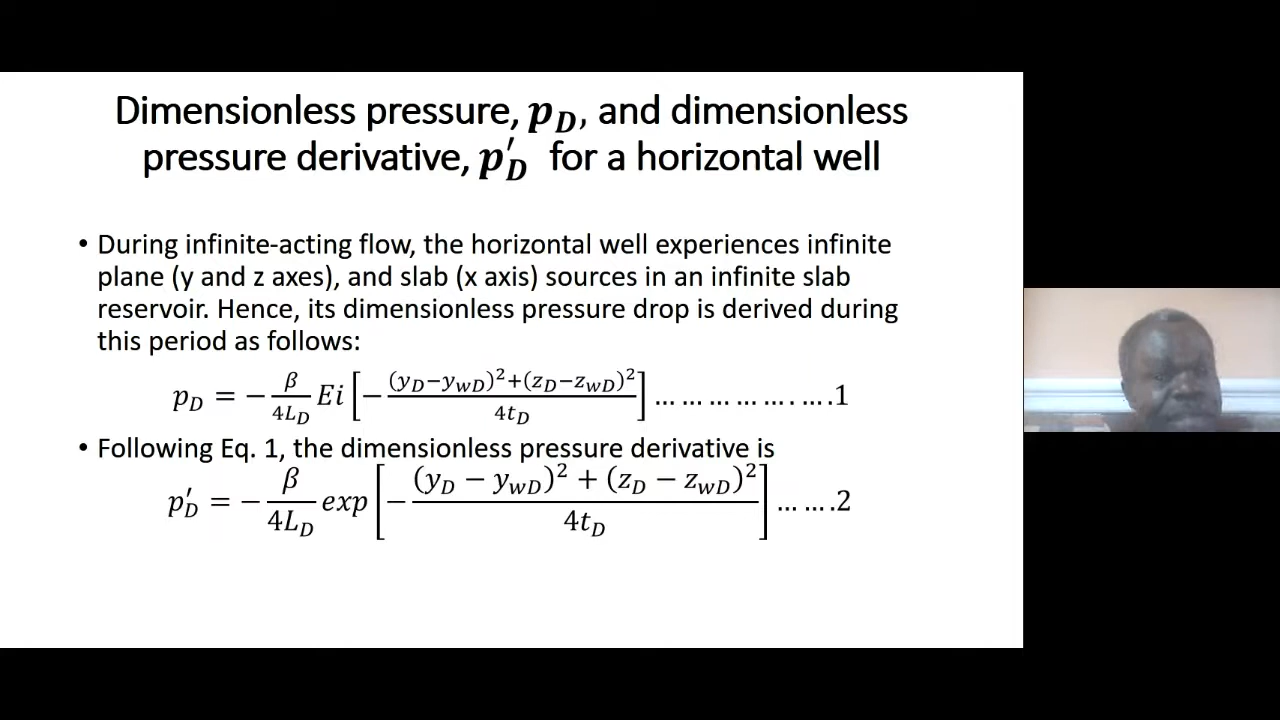 Dimensionless pressure, p_D, and dimensionless
pressure derivative, p′_D for a horizontal well
• During infinite-acting flow, the horizontal well experiences infinite
plane (y and z axes), and slab (x axis) sources in an infinite slab
reservoir. Hence, its dimensionless pressure drop is derived during
this period as follows:
p_D = −β/4L_D Ei [−(y_D−y_wD)²+(z_D−z_wD)²/4t_D] … … … … . … .1
• Following Eq. 1, the dimensionless pressure derivative is
p′_D = −β/4L_D exp [−(y_D − y_wD)² + (z_D − z_wD)²/4t_D] … … .2